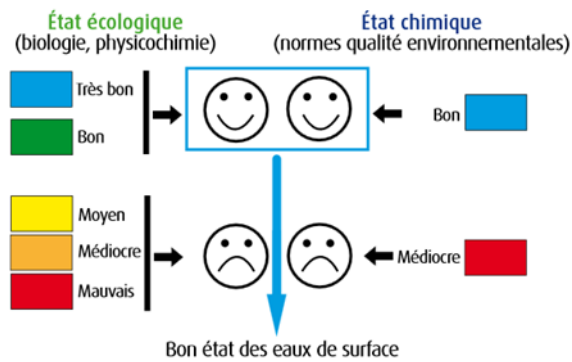 État écologique
(biologie, physicochimie)
État chimique
(normes qualité environnementales)
Très bon
Bon
Bon
Moyen
Médiocre
Mauvais
Médiocre
Bon état des eaux de surface